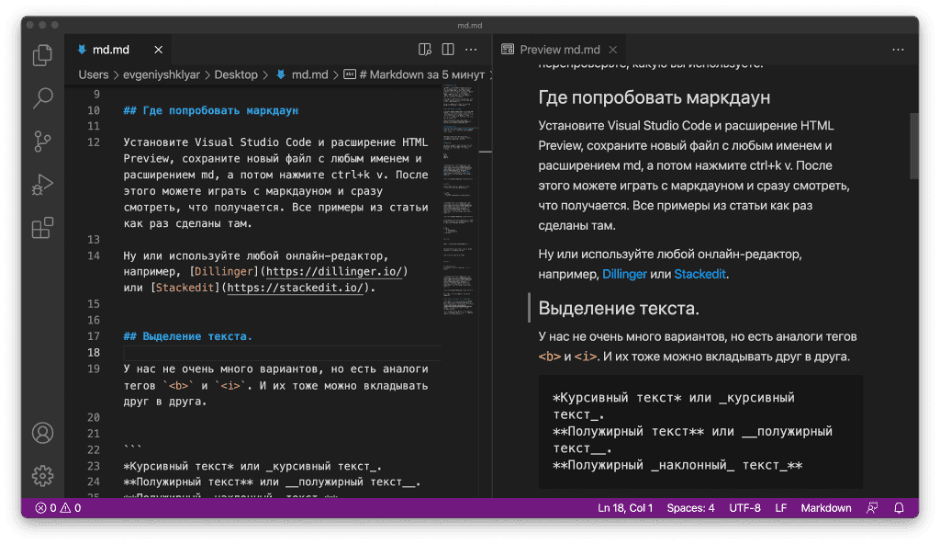 md.md
md.md
Users > evgeniyshklyar > Desktop > md.md > # Markdown за 5 минут
9
10 ## Где попробовать маркдаун
11
12 Установите Visual Studio Code и расширение HTML
Preview, сохраните новый файл с любым именем и
расширением md, а потом нажмите ctrl+k v. После
этого можете играть с маркдауном и сразу
смотреть, что получается. Все примеры из статьи
как раз сделаны там.
13
14 Ну или используйте любой онлайн-редактор,
например, [Dillinger](https://dillinger.io/)
или [Stackedit](https://stackedit.io/).
15
16
17 ## Выделение текста.
18
19 У нас не очень много вариантов, но есть аналоги
тегов `<b>` и `<i>`. И их тоже можно вкладывать
друг в друга.
20
21
22 ```
23 *Курсивный текст* или _курсивный текст_.
24 **Полужирный текст** или __полужирный текст__.
25 **Полужирный _наклонный_ текст_**
Preview md.md
перепроверьте, какую вы используете.
Где попробовать маркдаун
Установите Visual Studio Code и расширение HTML
Preview, сохраните новый файл с любым именем и
расширением md, а потом нажмите ctrl+k v. После
этого можете играть с маркдауном и сразу смотреть,
что получается. Все примеры из статьи как раз
сделаны там.
Ну или используйте любой онлайн-редактор,
например, Dillinger или Stackedit.
Выделение текста.
У нас не очень много вариантов, но есть аналоги тегов
<b> и <i>. И их тоже можно вкладывать друг в друга.
*Курсивный текст* или _курсивный
текст_.
**Полужирный текст** или __полужирный
текст__.
**Полужирный _наклонный_ текст_**
0 0
Ln 18, Col 1 Spaces: 4 UTF-8 LF Markdown